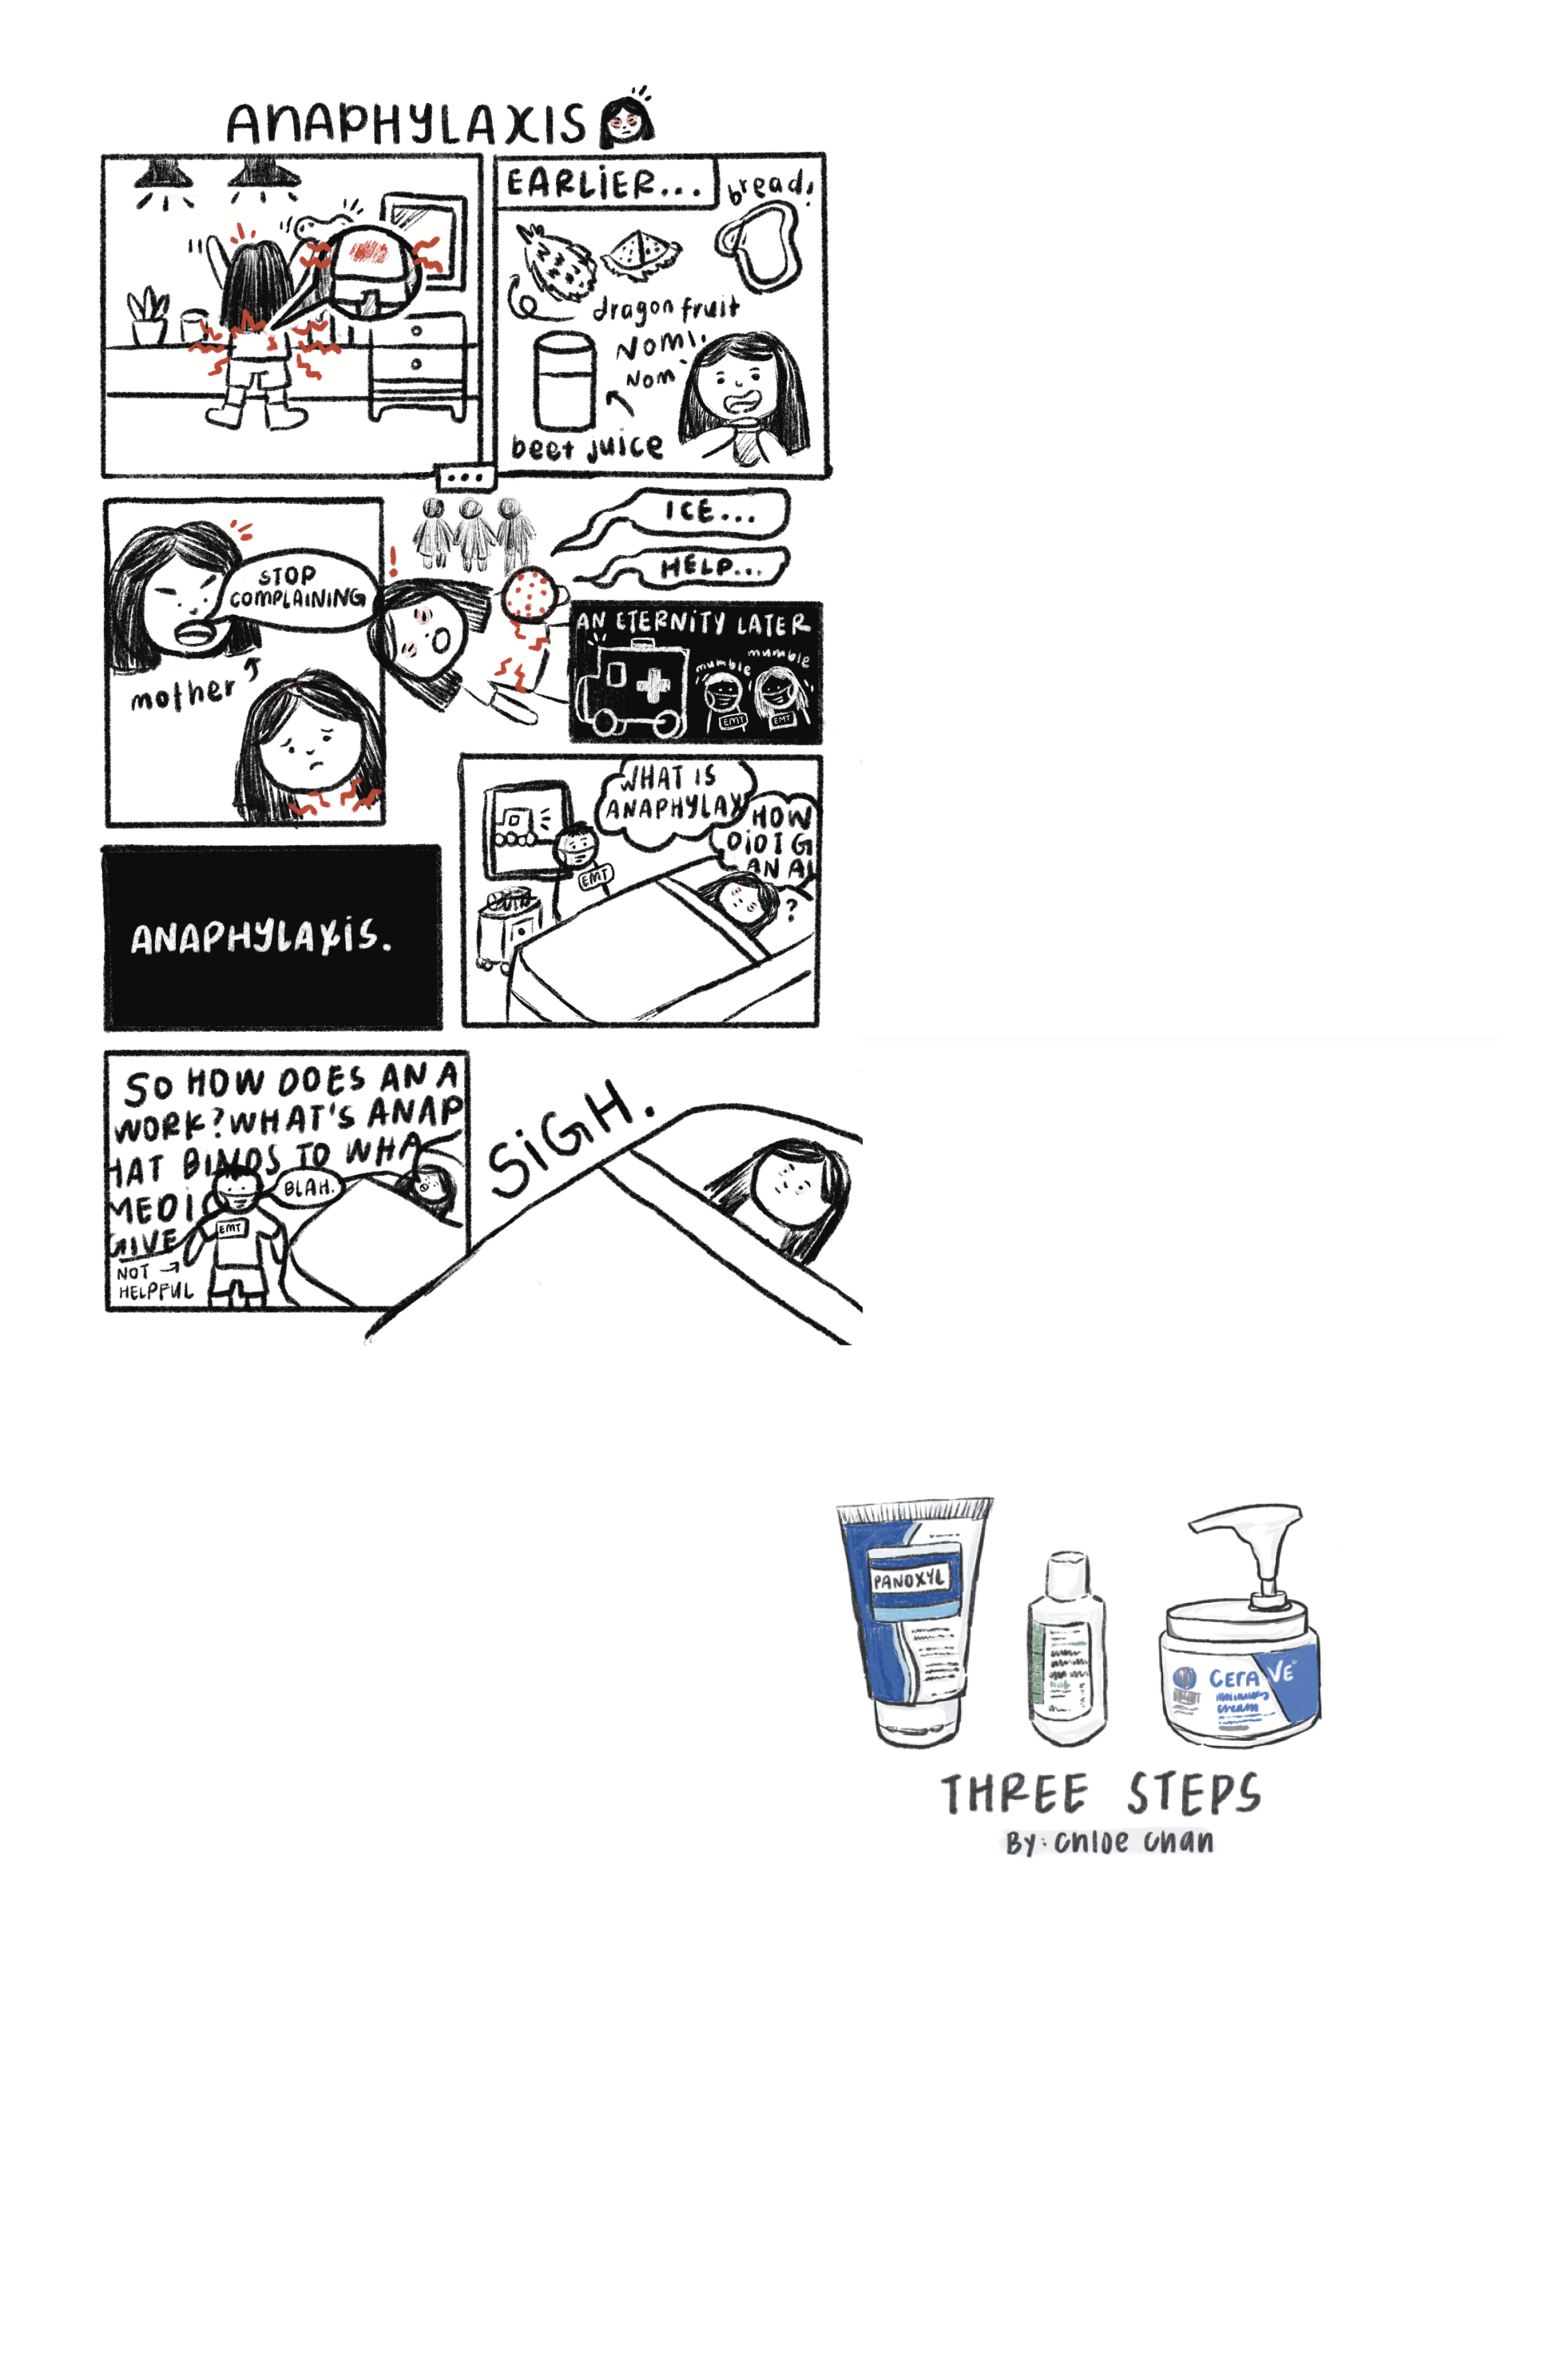 ANAPHYLAXIS
EARLIER...
bread!
dragon fruit
NOM!
NOM
beet juice
...
STOP
COMPLAINING
mother
!
ICE...
HELP...
AN ETERNITY LATER
mumble
mumble
EMT
EMT
ANAPHYLAXIS.
WHAT IS
ANAPHYLAX
HOW
DID I G
AN A
?
EMT
SO HOW DOES AN A
WORK? WHAT'S ANAP
HAT BINDS TO WHA
MEDI
GIVE
BLAH.
EMT
NOT
HELPFUL
SIGH.
PANOXYL
CERAVE
cream
THREE STEPS
BY: Chloe Chan